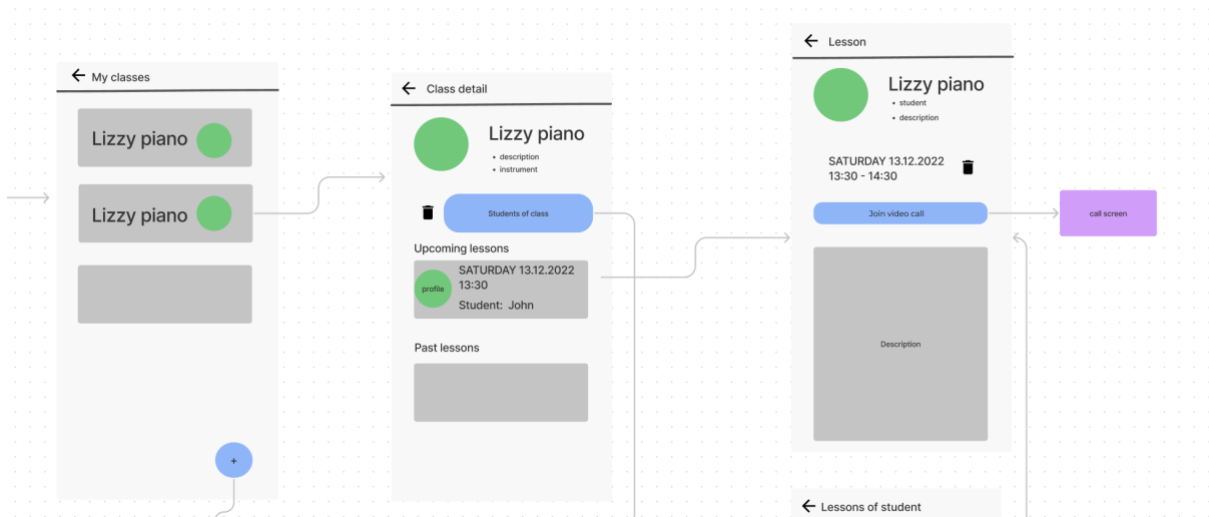 My classes
Lizzy piano
Lizzy piano
+
Class detail
Lizzy piano
• description
• instrument
Students of class
Upcoming lessons
profile
SATURDAY 13.12.2022
13:30
Student: John
Past lessons
Lesson
Lizzy piano
• student
• description
SATURDAY 13.12.2022
13:30 - 14:30
Join video call
Description
call screen
Lessons of student